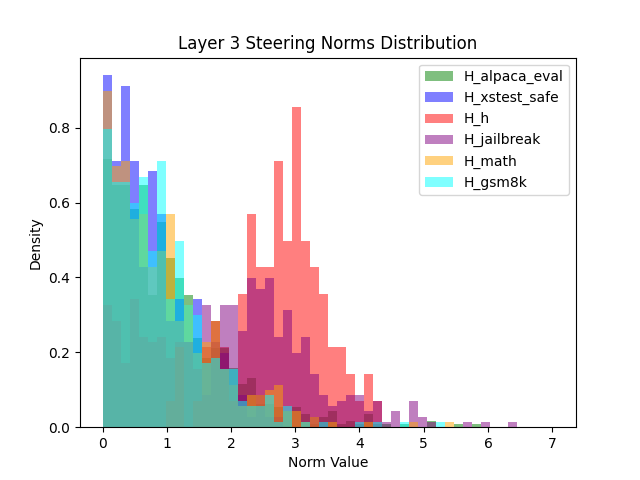 Layer 3 Steering Norms Distribution
H_alpaca_eval
H_xstest_safe
H_h
H_jailbreak
H_math
H_gsm8k
Density
0.8
0.6
0.4
0.2
0.0
0 1 2 3 4 5 6 7
Norm Value